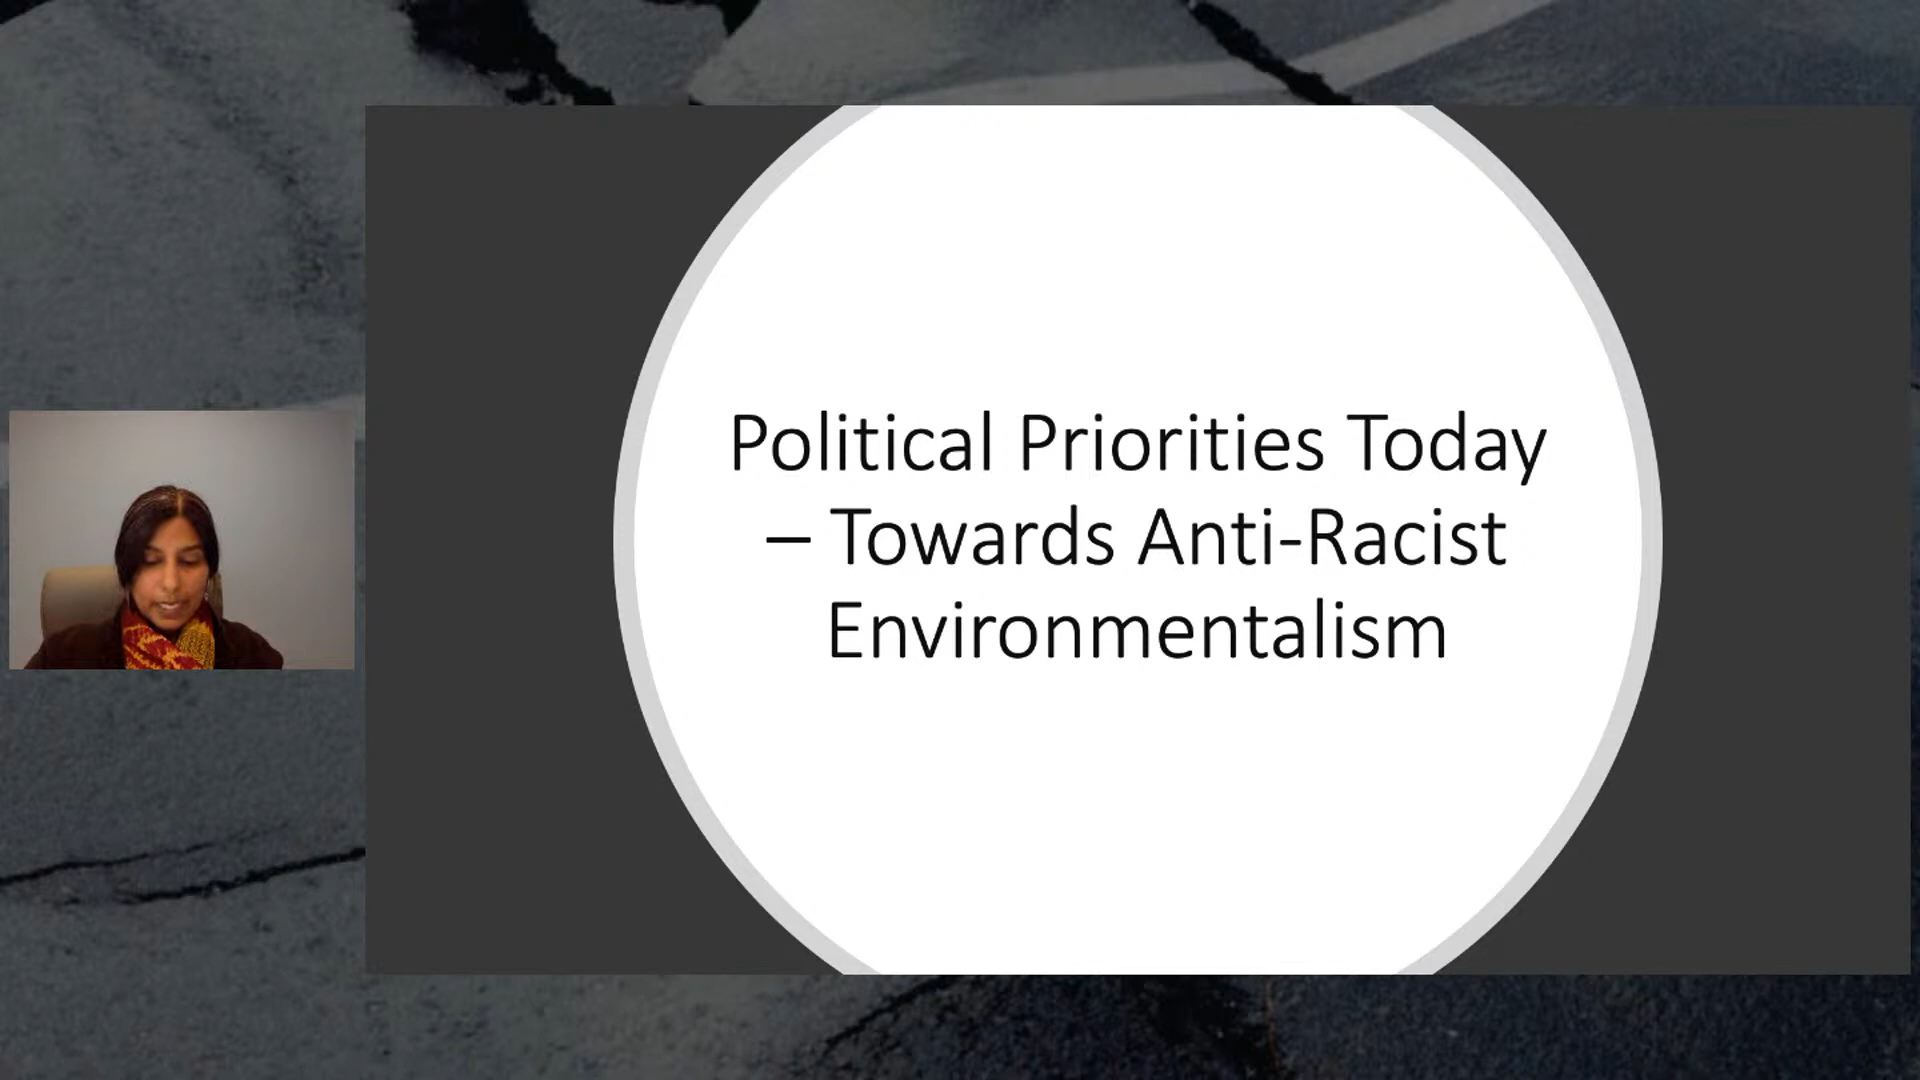 Political Priorities Today
– Towards Anti-Racist
Environmentalism